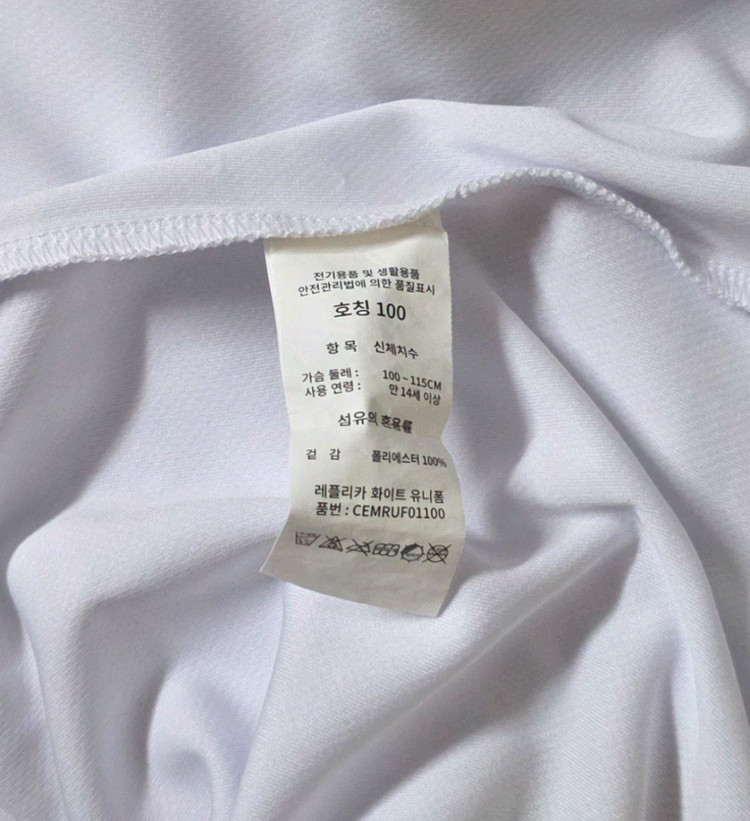 전기용품 및 생활용품
안전관리법에 의한 품질표시
호칭 100
항 목 신체치수
가슴 둘레 : 100 ~ 115CM
사용 연령 : 만 14세 이상
섬유의 혼용률
겉 감 폴리에스터 100%
레플리카 화이트 유니폼
품번 : CEMRUF01100